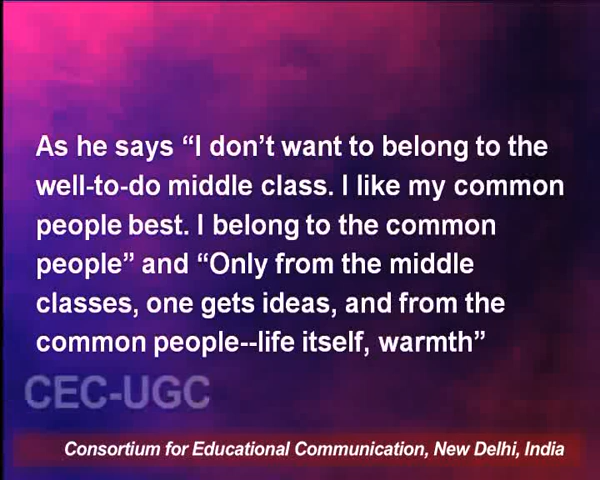 As he says “I don’t want to belong to the
well-to-do middle class. I like my common
people best. I belong to the common
people” and “Only from the middle
classes, one gets ideas, and from the
common people--life itself, warmth”
CEC-UGC
Consortium for Educational Communication, New Delhi, India